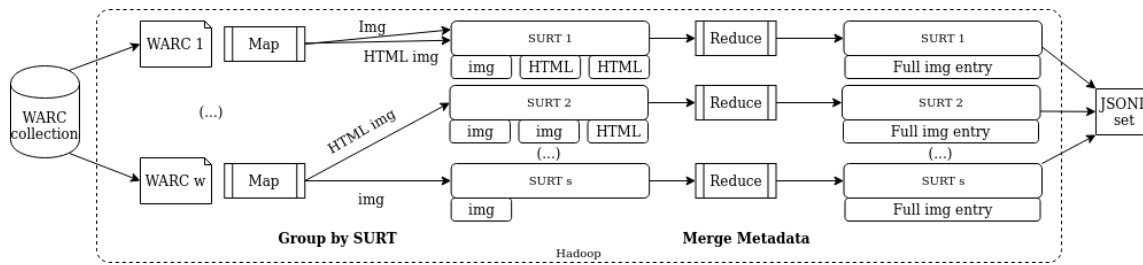 WARC
collection
WARC 1
(...)
WARC w
Map
Map
Img
HTML img
HTML img
img
SURT 1
img
HTML
HTML
SURT 2
img
img
HTML
(...)
SURT s
img
Reduce
Reduce
Reduce
SURT 1
Full img entry
SURT 2
Full img entry
(...)
SURT s
Full img entry
JSONL
set
Group by SURT
Merge Metadata
Hadoop